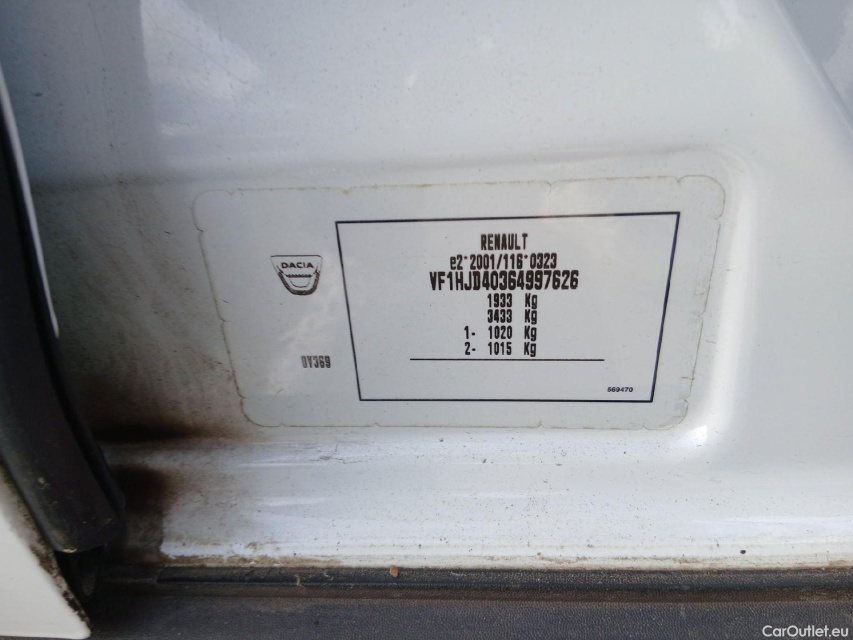 RENAULT
e2*2001/116*0323
DACIA
VF1HJD40364997626
1933 Kg
3433 Kg
1- 1020 Kg
2- 1015 Kg
0V369
569470
CarOutlet.eu